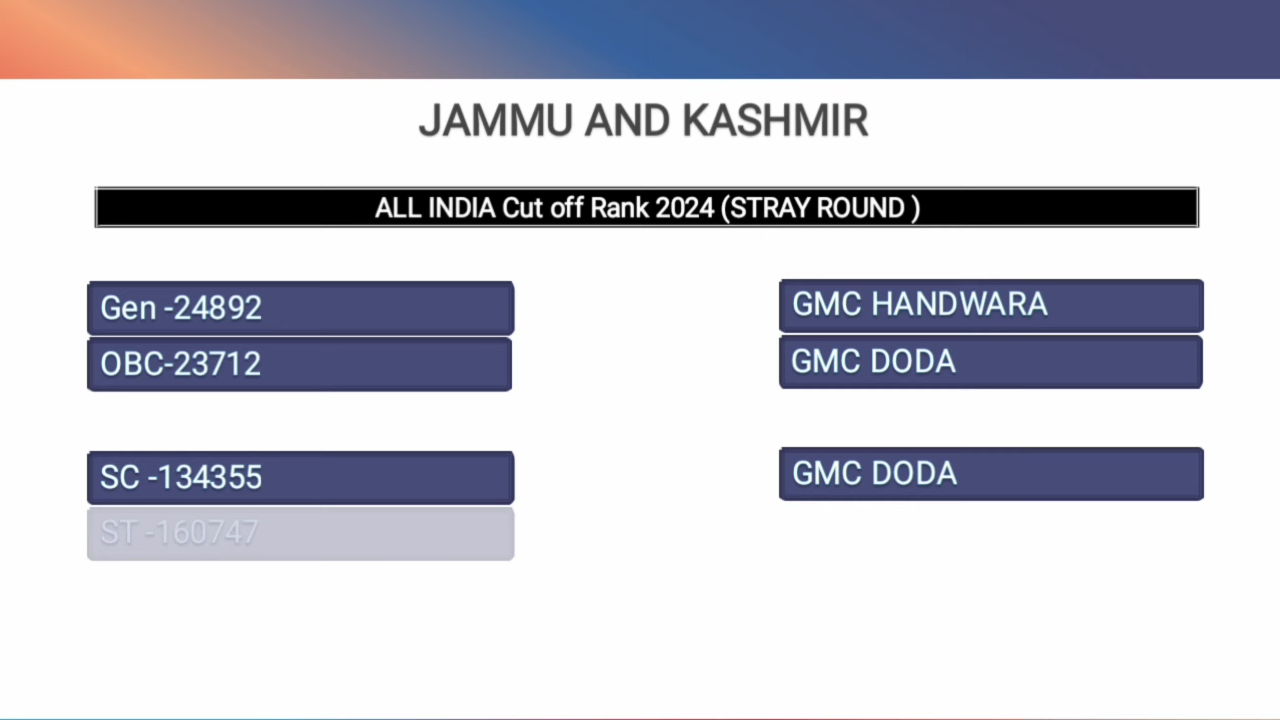 JAMMU AND KASHMIR
ALL INDIA Cut off Rank 2024 (STRAY ROUND )
Gen -24892
GMC HANDWARA
OBC-23712
GMC DODA
SC -134355
GMC DODA
ST -160747